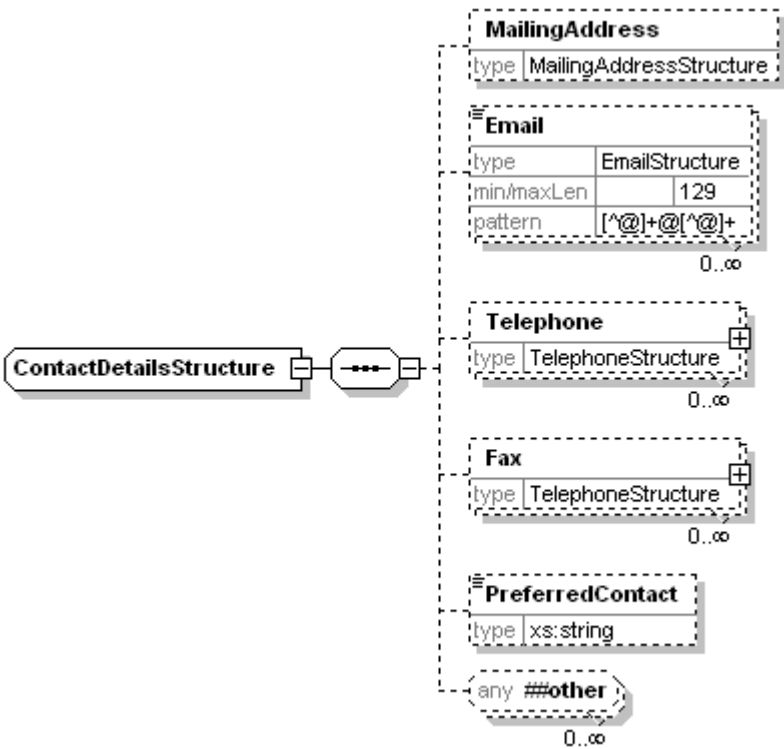 MailingAddress
type MailingAddressStructure
Email
type EmailStructure
min/maxLen 129
pattern [^@]+@[^@]+
0..∞
Telephone
type TelephoneStructure
0..∞
ContactDetailsStructure
Fax
type TelephoneStructure
0..∞
PreferredContact
type xs:string
any ##other
0..∞